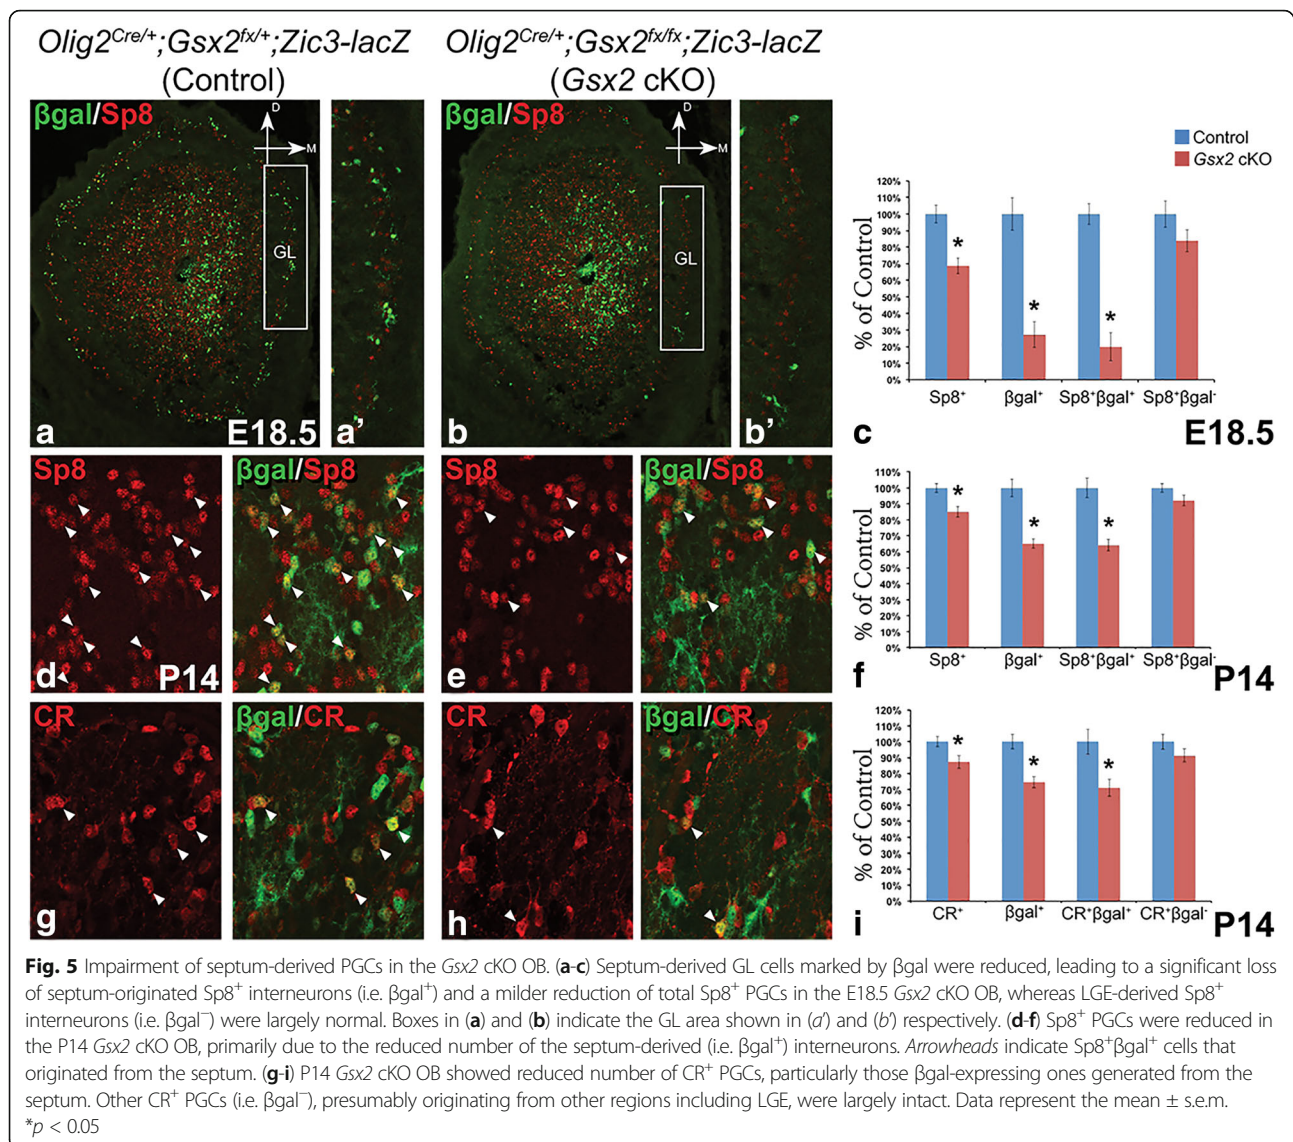 Olig2Cre/+;Gsx2fx/+;Zic3-lacZ
(Control)
Olig2Cre/+;Gsx2fx/fx;Zic3-lacZ
(Gsx2 cKO)
βgal/Sp8
D
M
GL
a
E18.5
a’
βgal/Sp8
D
M
GL
b
b’
Control
Gsx2 cKO
% of Control
120%
110%
100%
90%
80%
70%
60%
50%
40%
30%
20%
10%
0%
* * *
Sp8+ βgal+ Sp8+βgal+ Sp8+βgal-
c
E18.5
Sp8
βgal/Sp8
d
P14
Sp8
βgal/Sp8
e
% of Control
110%
100%
90%
80%
70%
60%
50%
40%
30%
20%
10%
0%
* * *
Sp8+ βgal+ Sp8+βgal+ Sp8+βgal-
f
P14
CR
βgal/CR
g
CR
βgal/CR
h
% of Control
120%
110%
100%
90%
80%
70%
60%
50%
40%
30%
20%
10%
0%
* * *
CR+ βgal+ CR+βgal+ CR+βgal-
i
P14
Fig. 5 Impairment of septum-derived PGCs in the Gsx2 cKO OB. (a-c) Septum-derived GL cells marked by βgal were reduced, leading to a significant loss
of septum-originated Sp8+ interneurons (i.e. βgal+) and a milder reduction of total Sp8+ PGCs in the E18.5 Gsx2 cKO OB, whereas LGE-derived Sp8+
interneurons (i.e. βgal−) were largely normal. Boxes in (a) and (b) indicate the GL area shown in (a′) and (b′) respectively. (d-f) Sp8+ PGCs were reduced in
the P14 Gsx2 cKO OB, primarily due to the reduced number of the septum-derived (i.e. βgal+) interneurons. Arrowheads indicate Sp8+βgal+ cells that
originated from the septum. (g-i) P14 Gsx2 cKO OB showed reduced number of CR+ PGCs, particularly those βgal-expressing ones generated from the
septum. Other CR+ PGCs (i.e. βgal−), presumably originating from other regions including LGE, were largely intact. Data represent the mean ± s.e.m.
*p < 0.05